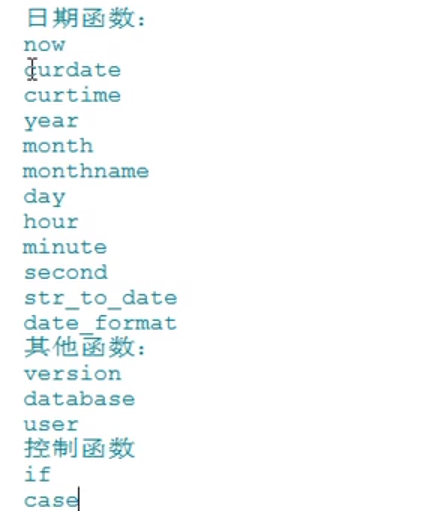 日期函数：
now
curdate
curtime
year
month
monthname
day
hour
minute
second
str_to_date
date_format
其他函数：
version
database
user
控制函数
if
case